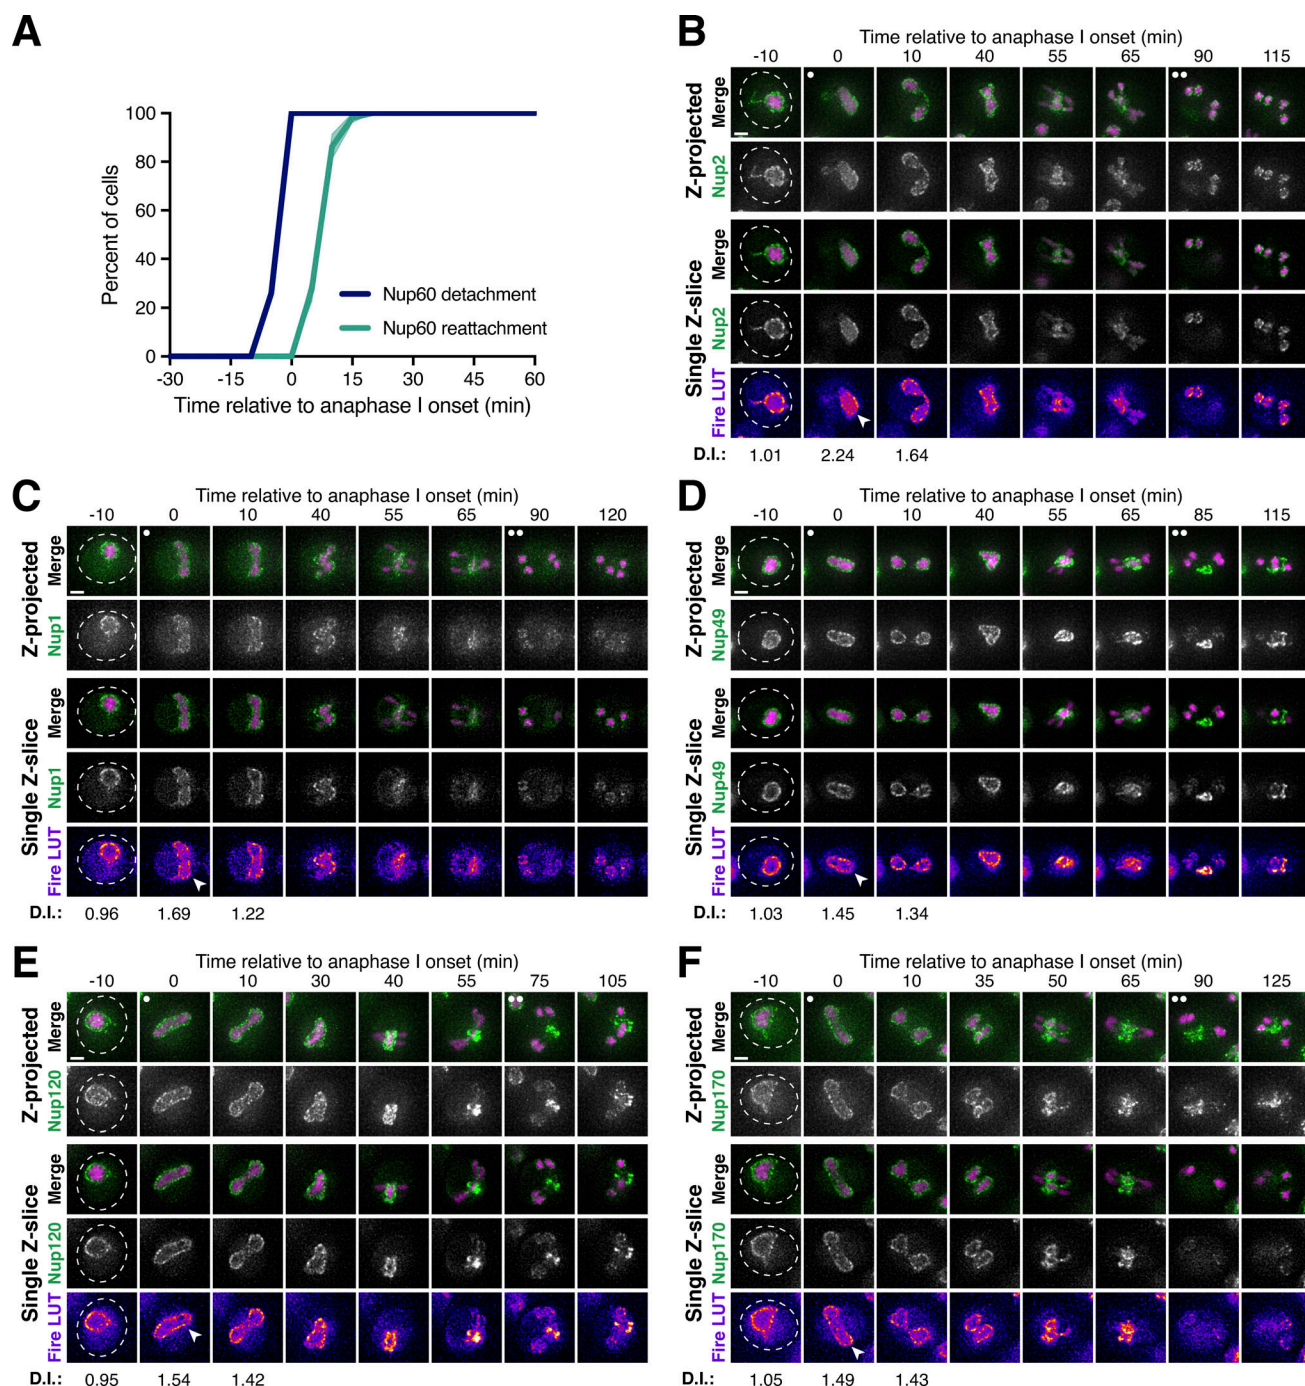 A
Percent of cells
100
80
60
40
20
0
-30 -15 0 15 30 45 60
Time relative to anaphase I onset (min)
Nup60 detachment
Nup60 reattachment
B
Time relative to anaphase I onset (min)
-10 0 10 40 55 65 90 115
Z-projected
Merge
Nup2
Single Z-slice
Merge
Nup2
Fire LUT
D.I.: 1.01 2.24 1.64
C
Time relative to anaphase I onset (min)
-10 0 10 40 55 65 90 120
Z-projected
Merge
Nup1
Single Z-slice
Merge
Nup1
Fire LUT
D.I.: 0.96 1.69 1.22
D
Time relative to anaphase I onset (min)
-10 0 10 40 55 65 85 115
Z-projected
Merge
Nup49
Single Z-slice
Merge
Nup49
Fire LUT
D.I.: 1.03 1.45 1.34
E
Time relative to anaphase I onset (min)
-10 0 10 30 40 55 75 105
Z-projected
Merge
Nup120
Single Z-slice
Merge
Nup120
Fire LUT
D.I.: 0.95 1.54 1.42
F
Time relative to anaphase I onset (min)
-10 0 10 35 50 65 90 125
Z-projected
Merge
Nup170
Single Z-slice
Merge
Nup170
Fire LUT
D.I.: 1.05 1.49 1.43